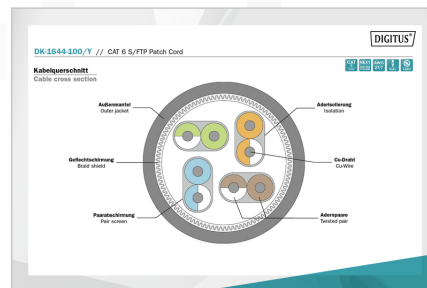 DIGITUS®
DK-1644-100/Y // CAT 6 S/FTP Patch Cord
Kabelquerschnitt
Cable cross section
Außenmantel
Outer jacket
Aderisolierung
Isolation
Geflechtschirmung
Braid shield
Cu-Draht
Cu-Wire
Paarabschirmung
Pair screen
Adernpaare
Twisted pair